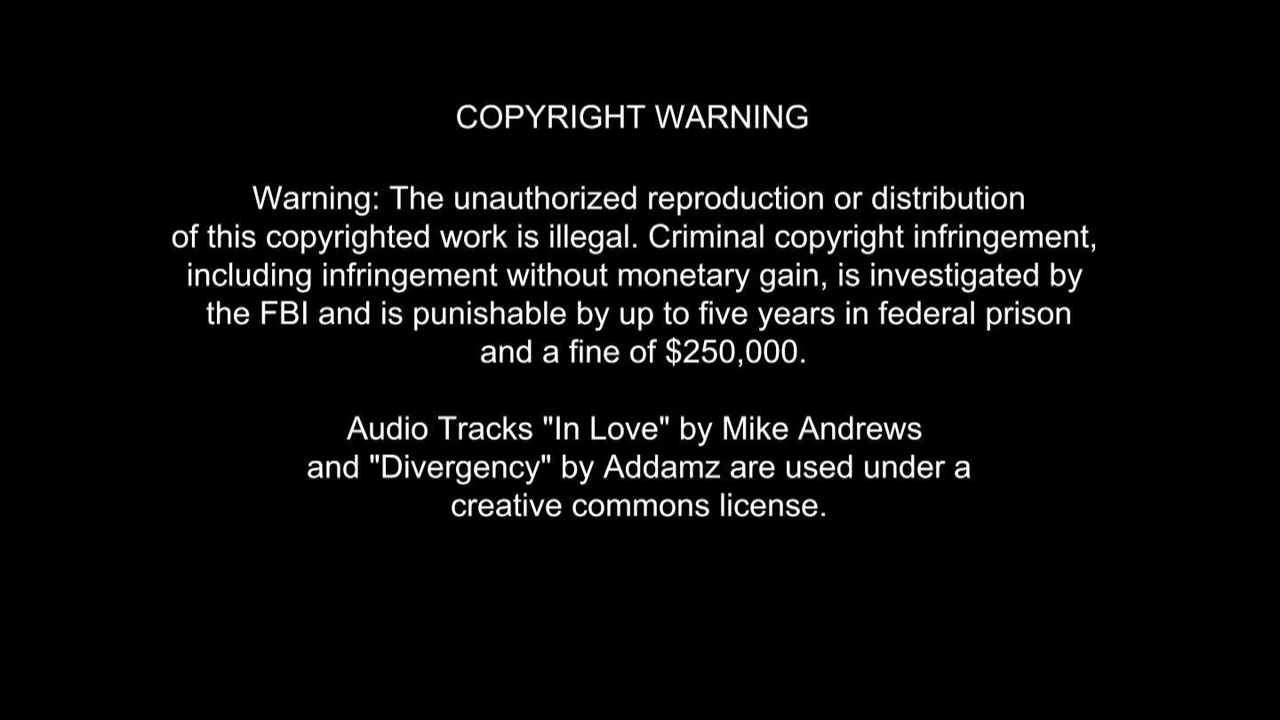 COPYRIGHT WARNING
Warning: The unauthorized reproduction or distribution
of this copyrighted work is illegal. Criminal copyright infringement,
including infringement without monetary gain, is investigated by
the FBI and is punishable by up to five years in federal prison
and a fine of $250,000.
Audio Tracks "In Love" by Mike Andrews
and "Divergency" by Addamz are used under a
creative commons license.